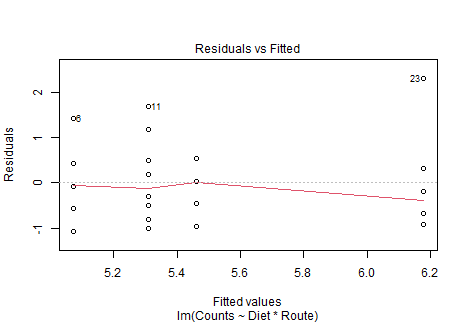 Residuals vs Fitted
Residuals
2
1
0
-1
23
11
6
5.2 5.4 5.6 5.8 6.0 6.2
Fitted values
lm(Counts ~ Diet * Route)